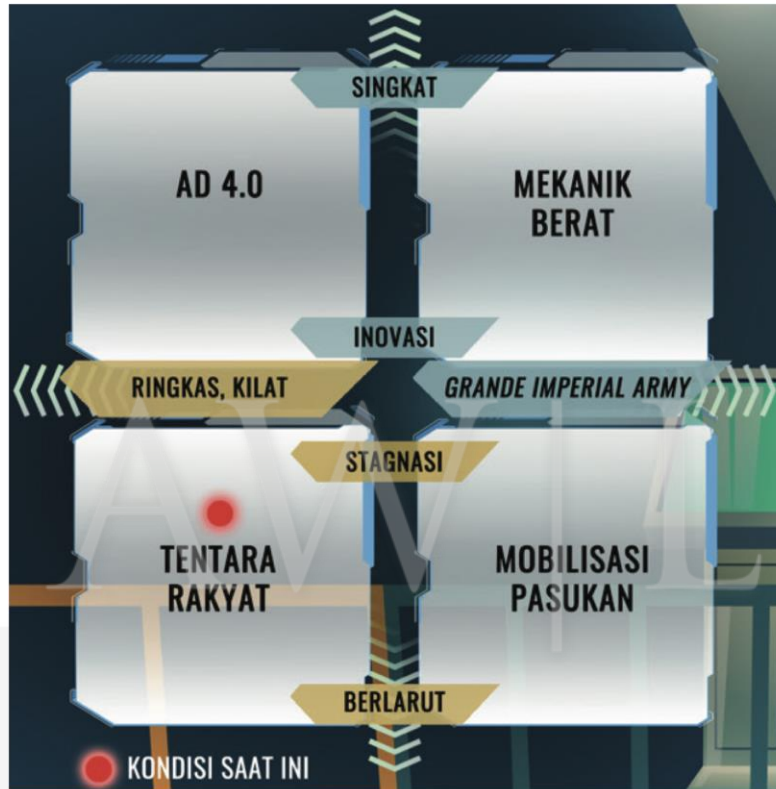 SINGKAT
AD 4.0
MEKANIK
BERAT
INOVASI
RINGKAS, KILAT
GRANDE IMPERIAL ARMY
STAGNASI
TENTARA
RAKYAT
MOBILISASI
PASUKAN
BERLARUT
KONDISI SAAT INI